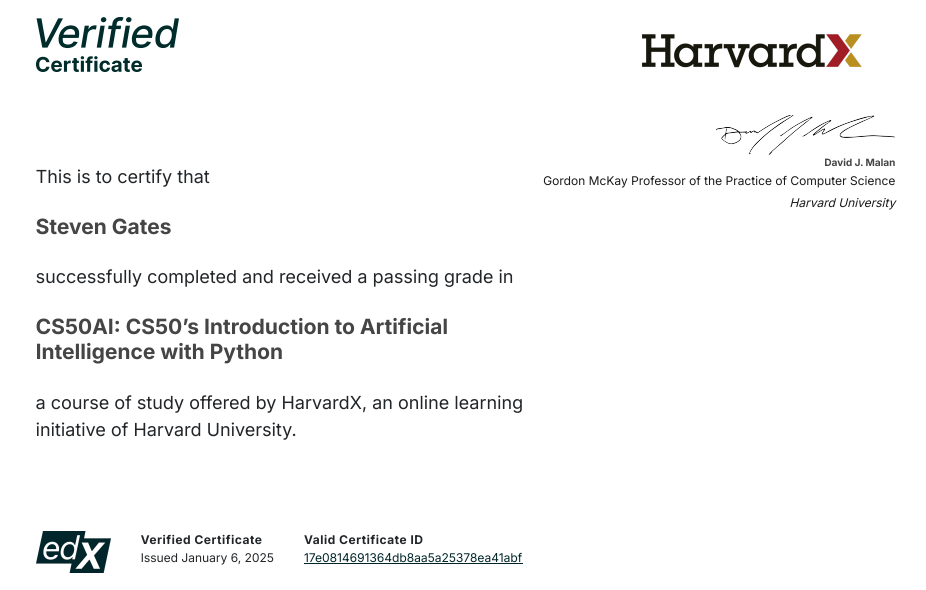 Verified
Certificate
HarvardX
David J. Malan
Gordon McKay Professor of the Practice of Computer Science
Harvard University
This is to certify that
Steven Gates
successfully completed and received a passing grade in
CS50AI: CS50’s Introduction to Artificial
Intelligence with Python
a course of study offered by HarvardX, an online learning
initiative of Harvard University.
edX
Verified Certificate
Issued January 6, 2025
Valid Certificate ID
17e0814691364db8aa5a25378ea41abf